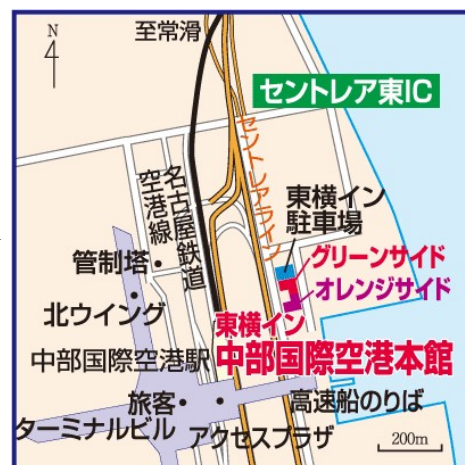 N
至常滑
セントレア東IC
セントレアライン
名古屋鉄道
空港線
東横イン
駐車場
グリーンサイド
オレンジサイド
管制塔
北ウイング
東横イン
中部国際空港本館
中部国際空港駅
旅客
ターミナルビル
高速船のりば
アクセスプラザ
200m